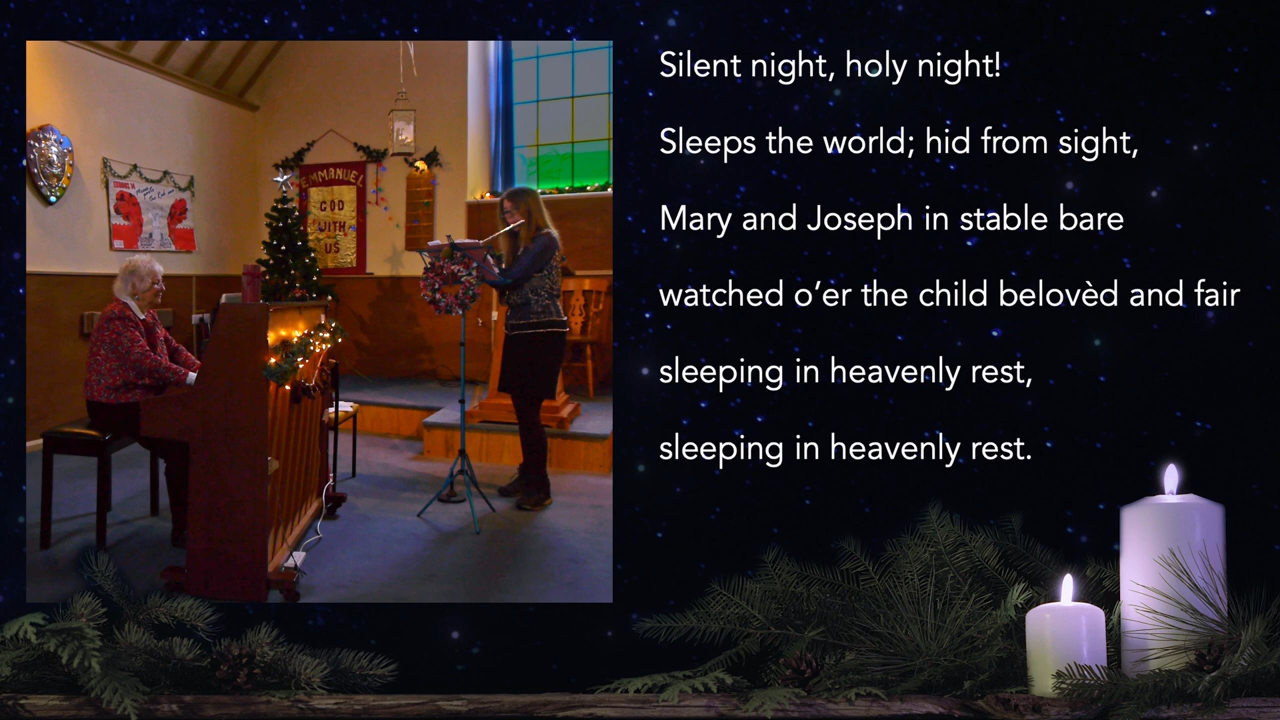 Silent night, holy night!
Sleeps the world; hid from sight,
Mary and Joseph in stable bare
watched o’er the child belovèd and fair
sleeping in heavenly rest,
sleeping in heavenly rest.
EMMANUEL
GOD
WITH
US